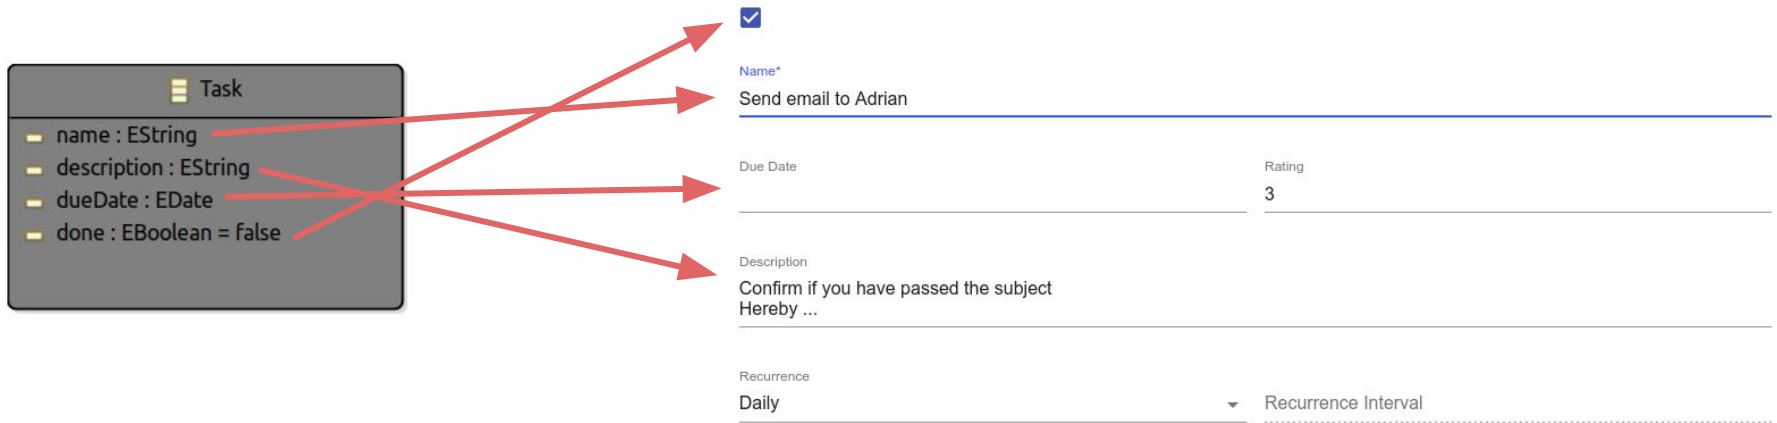 Task
name : EString
description : EString
dueDate : EDate
done : EBoolean = false
Name*
Send email to Adrian
Due Date
Rating
3
Description
Confirm if you have passed the subject
Hereby ...
Recurrence
Daily
Recurrence Interval